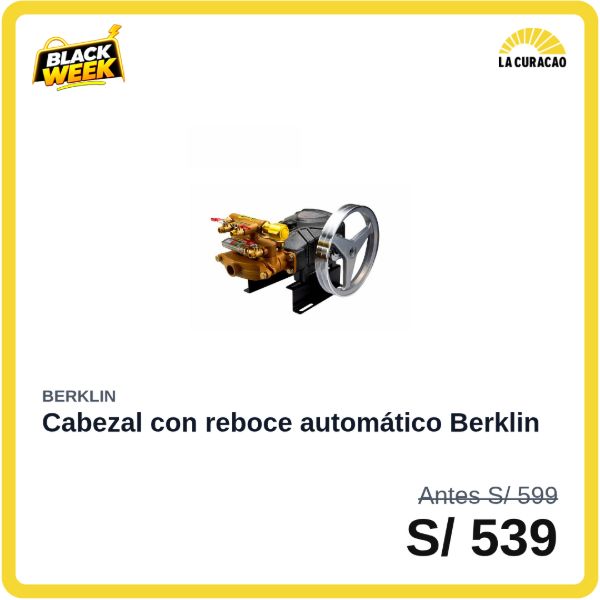 BLACK
WEEK
LA CURACAO
BERKLIN
Cabezal con reboce automático Berklin
Antes S/ 599
S/ 539